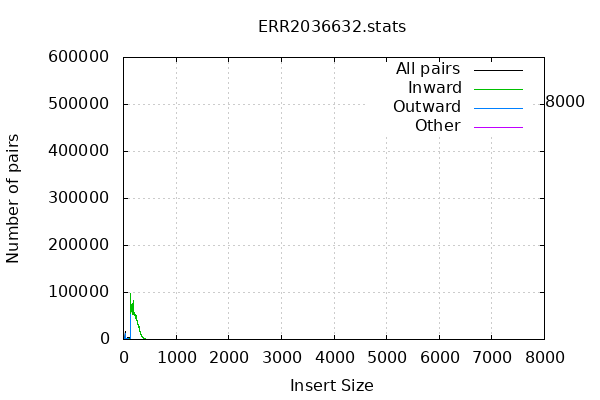 ERR2036632.stats
600000
500000
400000
300000
200000
100000
0
Number of pairs
All pairs
Inward
Outward
Other
8000
0 1000 2000 3000 4000 5000 6000 7000 8000
Insert Size